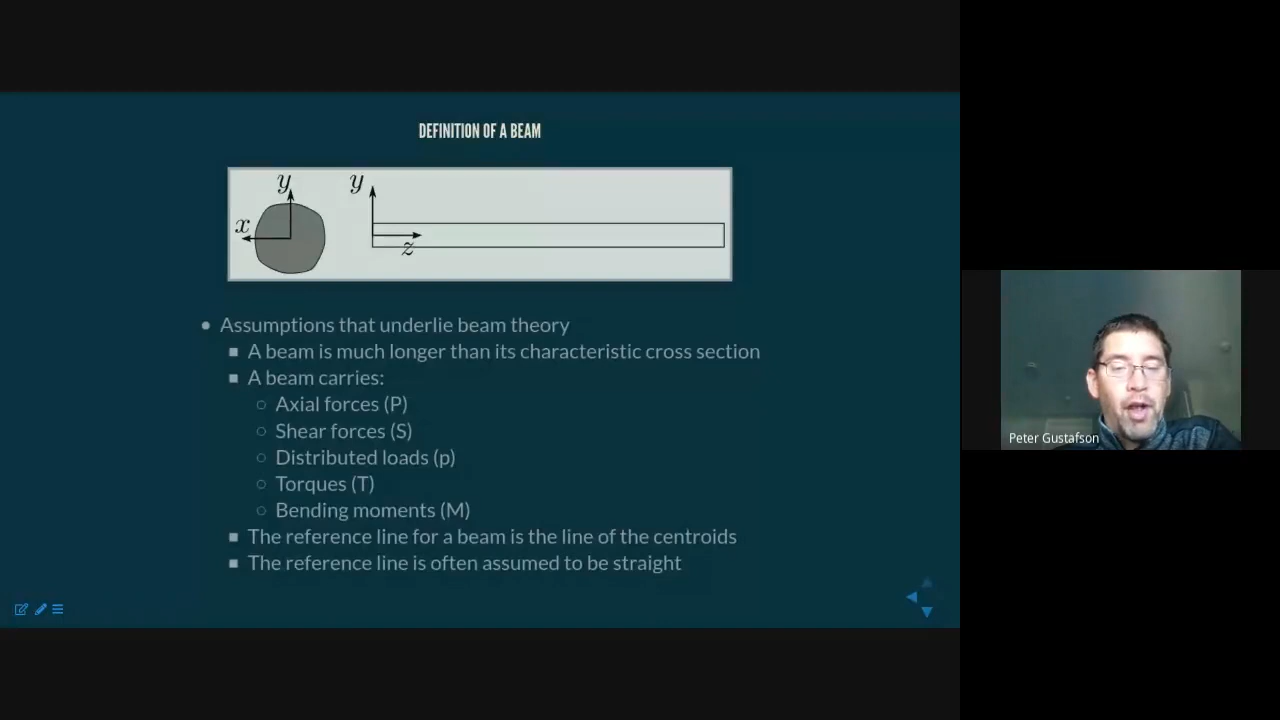 DEFINITION OF A BEAM
y
x
y
z
Assumptions that underlie beam theory
A beam is much longer than its characteristic cross section
A beam carries:
Axial forces (P)
Shear forces (S)
Distributed loads (p)
Torques (T)
Bending moments (M)
The reference line for a beam is the line of the centroids
The reference line is often assumed to be straight
Peter Gustafson